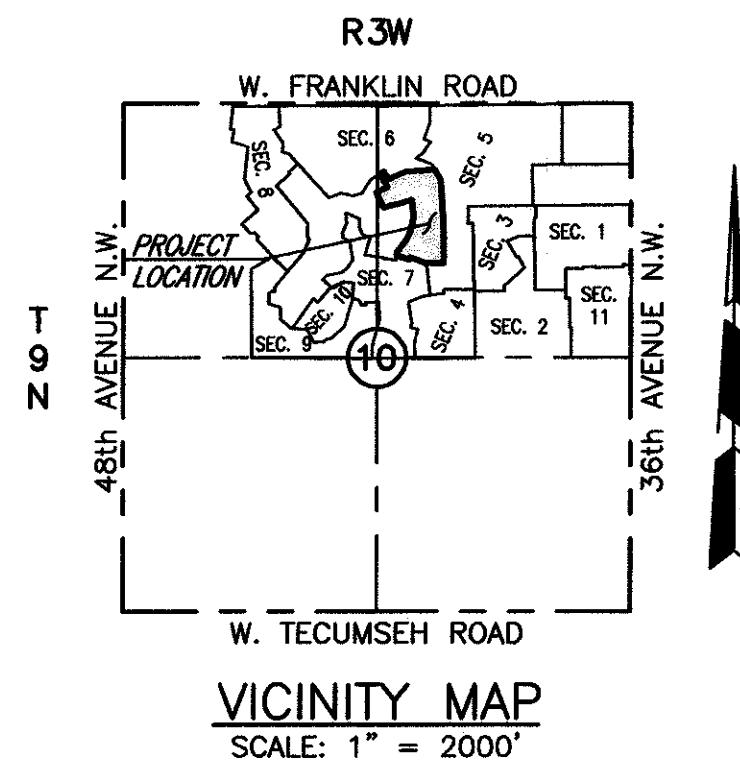 R3W
W. FRANKLIN ROAD
SEC. 6
SEC. 5
SEC. 8
SEC. 3
SEC. 1
PROJECT
LOCATION
SEC. 7
SEC. 10
SEC. 4
SEC. 2
SEC.
11
SEC. 9
10
T
9
N
48th AVENUE N.W.
36th AVENUE N.W.
W. TECUMSEH ROAD
VICINITY MAP
SCALE: 1" = 2000'